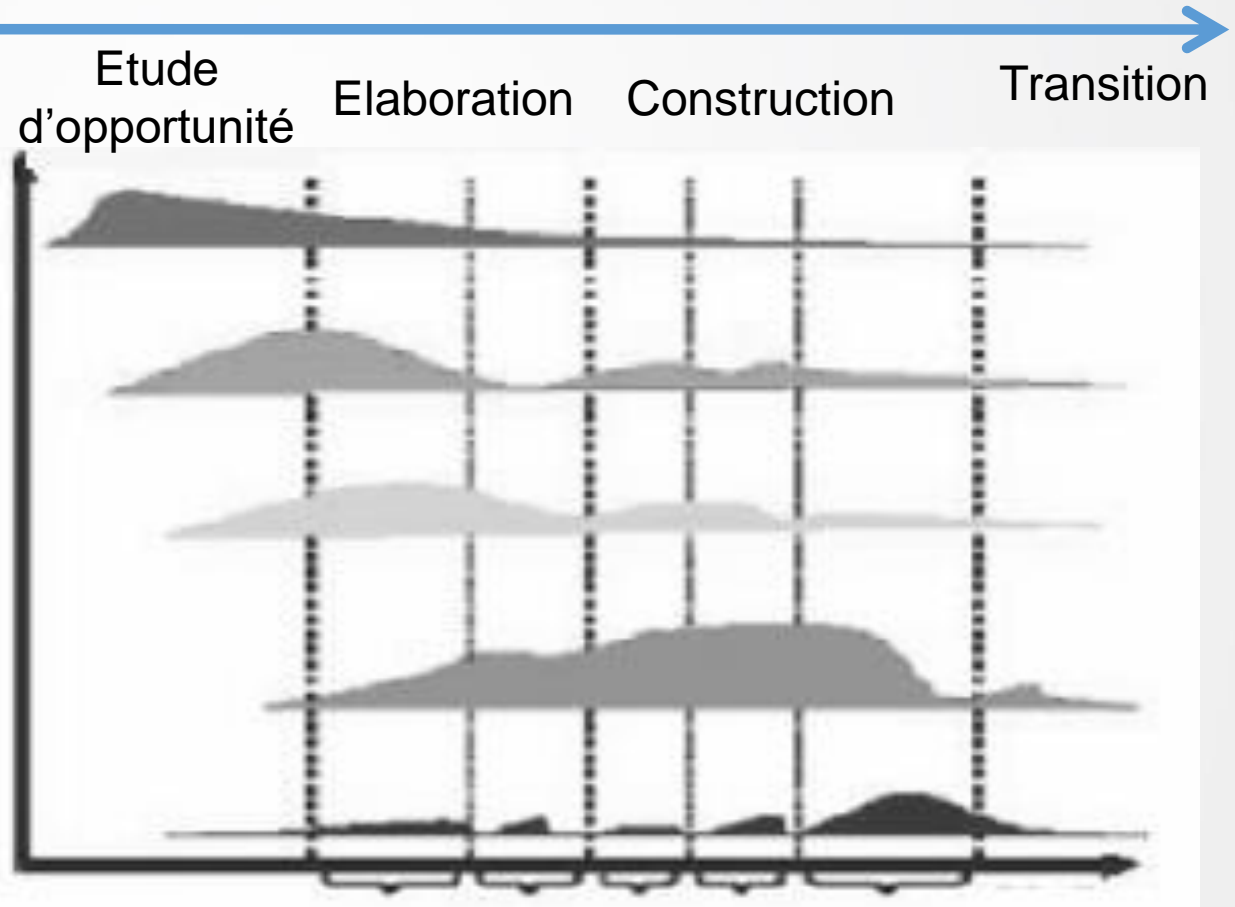 Etude
d'opportunité
Elaboration
Construction
Transition